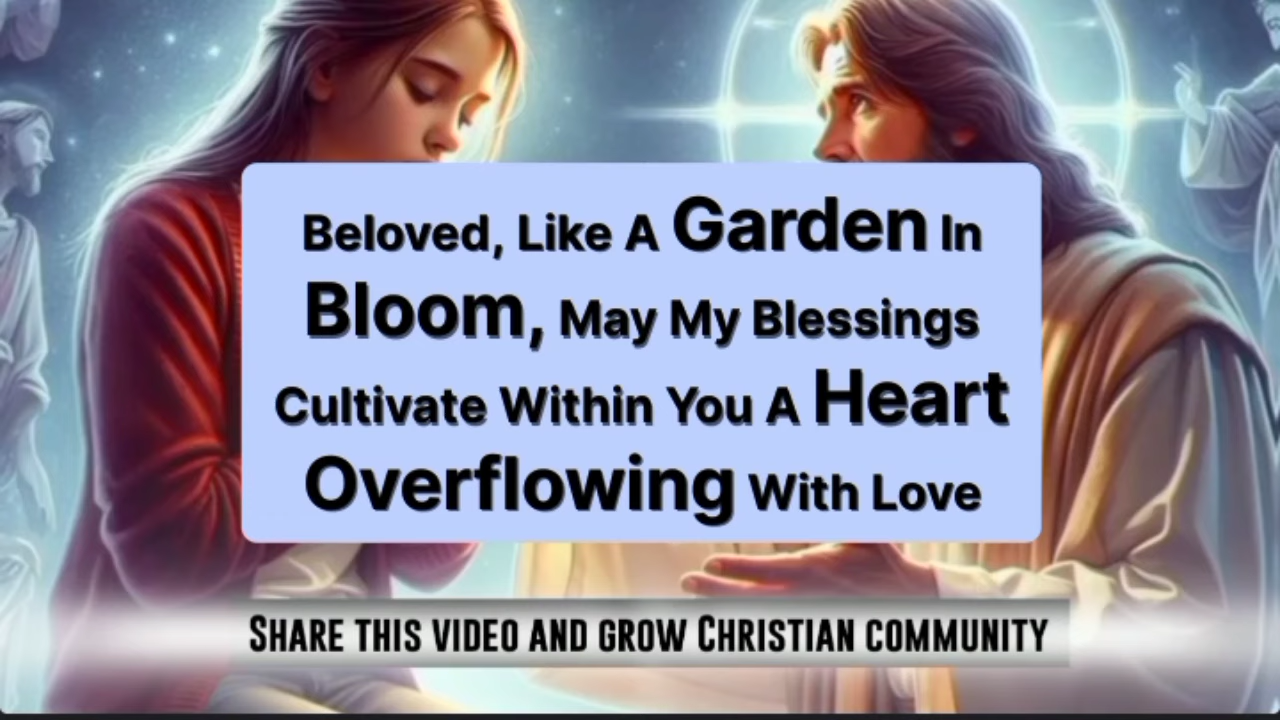 Beloved, Like A Garden In
Bloom, May My Blessings
Cultivate Within You A Heart
Overflowing With Love
Share this video and grow Christian community